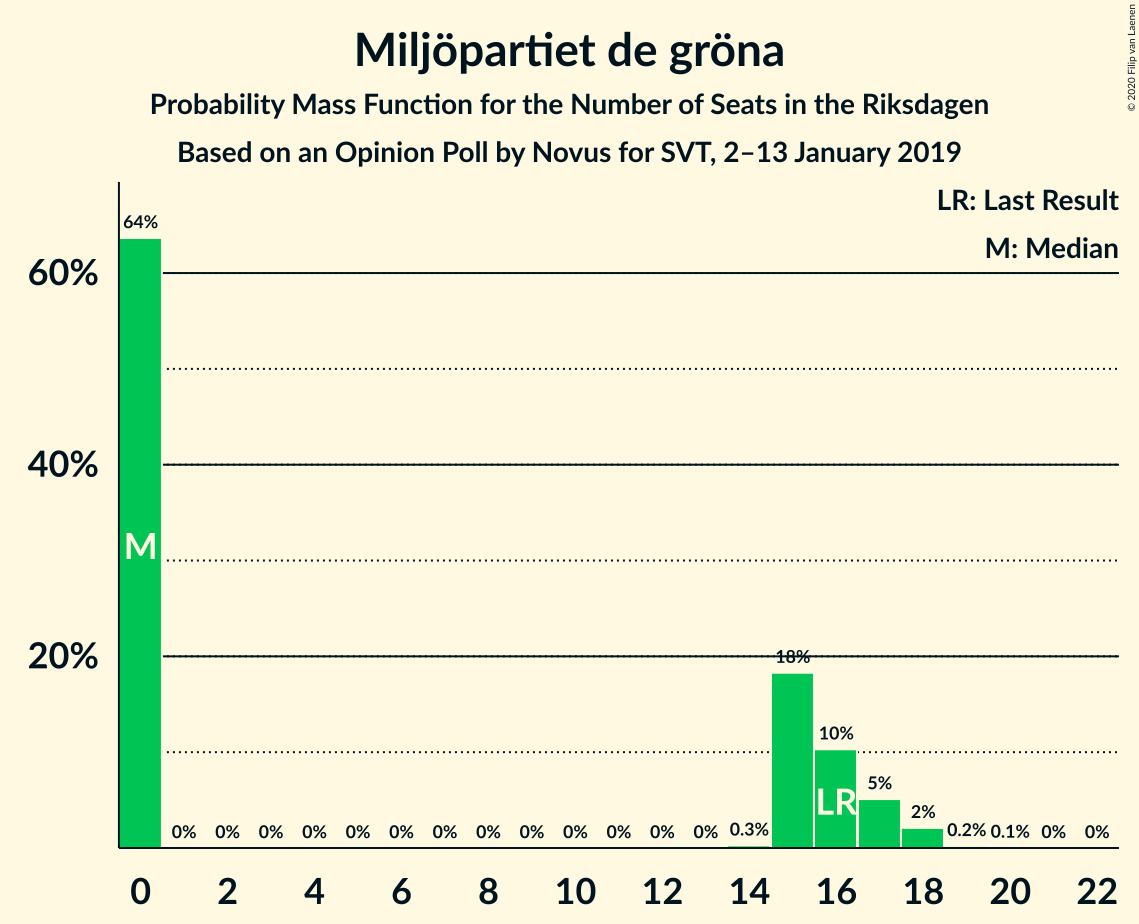 © 2020 Filip van Laenen
Miljöpartiet de gröna
Probability Mass Function for the Number of Seats in the Riksdagen
Based on an Opinion Poll by Novus for SVT, 2–13 January 2019
LR: Last Result
M: Median
64%
60%
40%
M
20%
18%
10%
LR
5%
2%
0% 0% 0% 0% 0% 0% 0% 0% 0% 0% 0% 0% 0% 0.3% 0.2% 0.1% 0% 0%
0 2 4 6 8 10 12 14 16 18 20 22